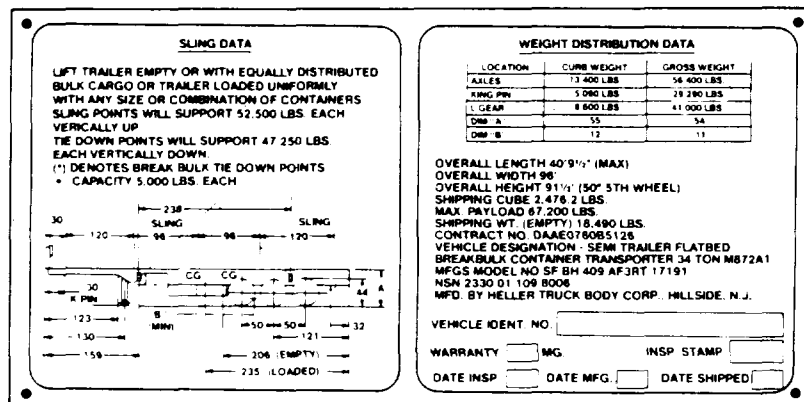 SLING DATA
LIFT TRAILER EMPTY OR WITH EQUALLY DISTRIBUTED
BULK CARGO OR TRAILER LOADED UNIFORMLY
WITH ANY SIZE OR COMBINATION OF CONTAINERS
SLING POINTS WILL SUPPORT 52.500 LBS. EACH
VERICALLY UP
TIE DOWN POINTS WILL SUPPORT 47 250 LBS.
EACH VERTICALLY DOWN.
(*) DENOTES BREAK BULK TIE DOWN POINTS
• CAPACITY 5.000 LBS. EACH
238
30 SLING SLING
120 96 96 120
CG CG
A
44
30
K PIN
B
(MIN)
123 50 50 32
130 121
159 206 (EMPTY)
235 (LOADED)
WEIGHT DISTRIBUTION DATA
LOCATION CURB WEIGHT GROSS WEIGHT
AXLES 13 400 LBS 56 400 LBS
KING PIN 5 090 LBS 29 290 LBS
L GEAR 8 600 LBS 41 000 LBS
DIM "A 55 54
DIM "B 12 11
OVERALL LENGTH 40'9½" (MAX)
OVERALL WIDTH 96'
OVERALL HEIGHT 91½' (50" 5TH WHEEL)
SHIPPING CUBE 2,476.2 LBS.
MAX. PAYLOAD 67,200 LBS.
SHIPPING WT. (EMPTY) 18,490 LBS.
CONTRACT NO. DAAE0760B5126
VEHICLE DESIGNATION - SEMI TRAILER FLATBED
BREAKBULK CONTAINER TRANSPORTER 34 TON M872A1
MFGS MODEL NO SF BH 409 AF3RT 17191
NSN 2330 01 109 8006
MFD. BY HELLER TRUCK BODY CORP., HILLSIDE, N.J.
VEHICLE IDENT. NO.
WARRANTY MG. INSP STAMP
DATE INSP DATE MFG. DATE SHIPPED